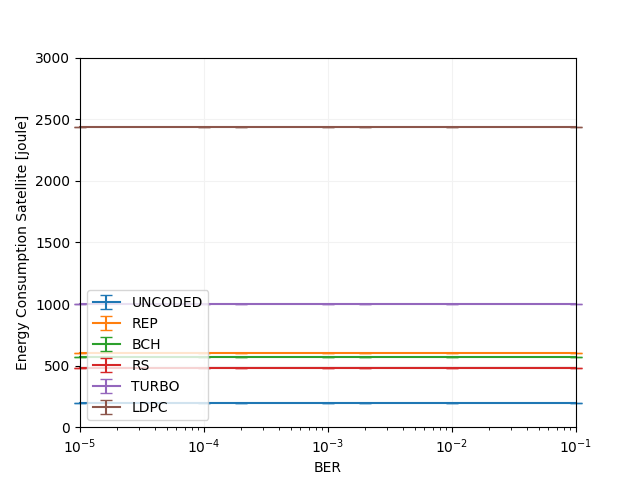 3000
2500
2000
1500
1000
500
0
Energy Consumption Satellite [joule]
UNCODED
REP
BCH
RS
TURBO
LDPC
10⁻⁵ 10⁻⁴ 10⁻³ 10⁻² 10⁻¹
BER